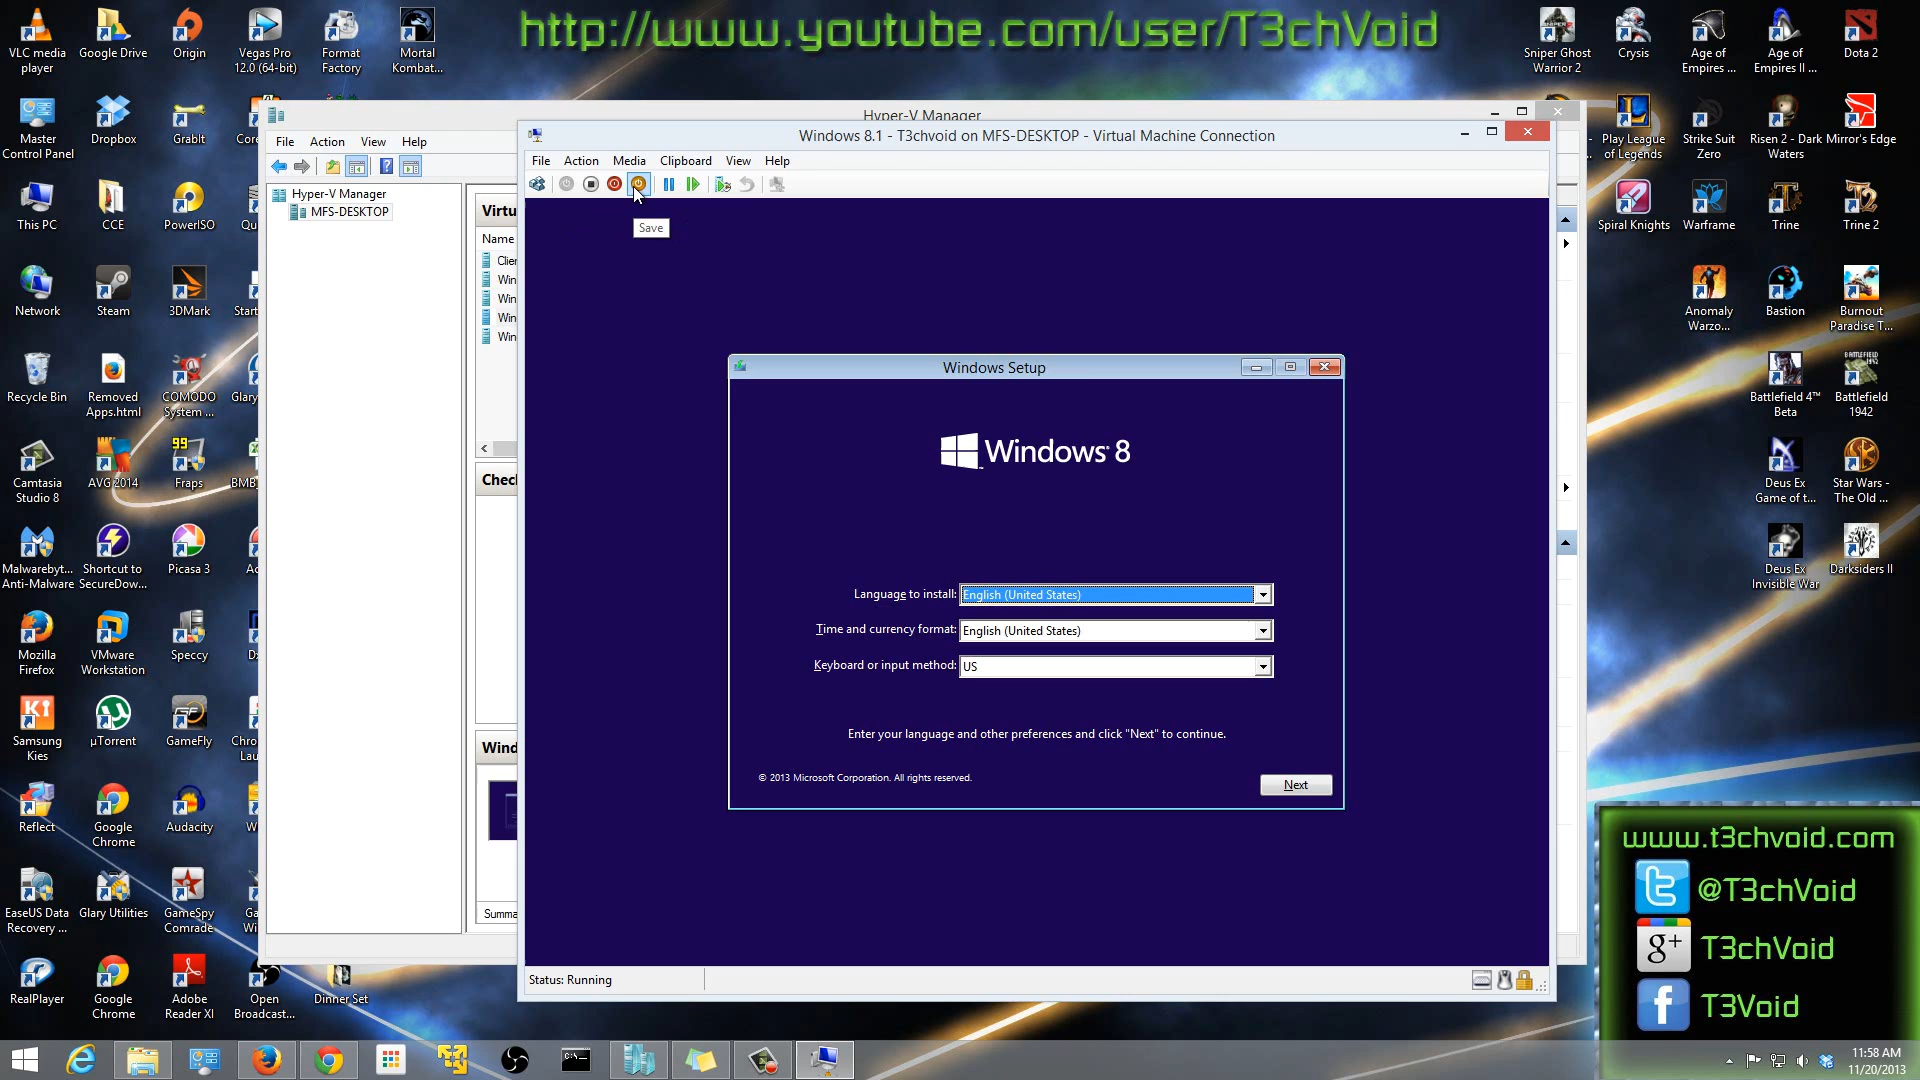 http://www.youtube.com/user/T3chVoid
VLC media
player
Google Drive
Origin
Vegas Pro
12.0 (64-bit)
Format
Factory
Mortal
Kombat...
Sniper Ghost
Warrior 2
Crysis
Age of
Empires ...
Age of
Empires II ...
Dota 2
Master
Control Panel
Dropbox
GrabIt
Play League
of Legends
Strike Suit
Zero
Risen 2 - Dark
Waters
Mirror's Edge
This PC
CCE
PowerISO
Spiral Knights
Warframe
Trine
Trine 2
Network
Steam
3DMark
Anomaly
Warzo...
Bastion
Burnout
Paradise T...
Recycle Bin
Removed
Apps.html
COMODO
System ...
Battlefield 4™
Beta
Battlefield
1942
Camtasia
Studio 8
AVG 2014
99
Fraps
Deus Ex
Game of t...
Star Wars -
The Old ...
Malwarebyt...
Anti-Malware
Shortcut to
SecureDow...
Picasa 3
Deus Ex
Invisible War
Darksiders II
Mozilla
Firefox
VMware
Workstation
Speccy
Samsung
Kies
µTorrent
GameFly
Reflect
Google
Chrome
Audacity
EaseUS Data
Recovery ...
Glary Utilities
GameSpy
Comrade
RealPlayer
Google
Chrome
Adobe
Reader XI
Open
Broadcast...
Dinner Set
Hyper-V Manager
File Action View Help
Hyper-V Manager
MFS-DESKTOP
Virtu
Name
Clien
Win
Win
Win
Win
Chec
Wind
Summa
Windows 8.1 - T3chvoid on MFS-DESKTOP - Virtual Machine Connection
File Action Media Clipboard View Help
Save
Windows Setup
Windows 8
Language to install: English (United States)
Time and currency format: English (United States)
Keyboard or input method: US
Enter your language and other preferences and click "Next" to continue.
© 2013 Microsoft Corporation. All rights reserved.
Next
Status: Running
www.t3chvoid.com
@T3chVoid
g+ T3chVoid
T3Void
11:58 AM
11/20/2013